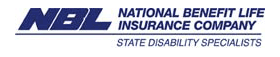 NBL NATIONAL BENEFIT LIFE
INSURANCE COMPANY
STATE DISABILITY SPECIALISTS